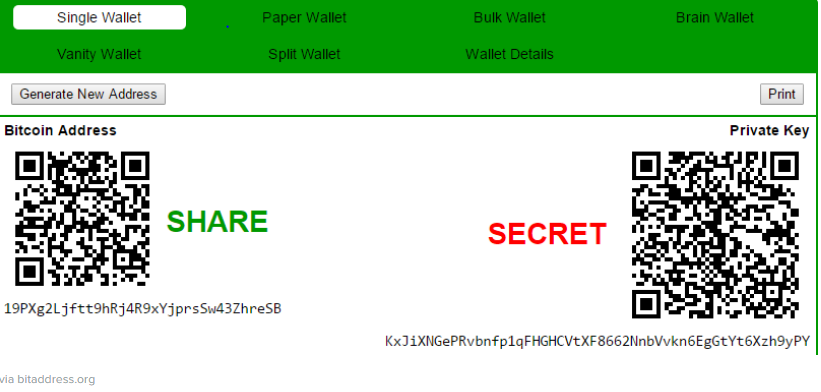 Single Wallet Paper Wallet Bulk Wallet Brain Wallet
Vanity Wallet Split Wallet Wallet Details
Generate New Address Print
Bitcoin Address Private Key
SHARE
SECRET
19PXg2Ljftt9hRj4R9xYjprsSw43ZhreSB
KxJiXNGePRvbnfp1qFHGHCVtXF8662NnbVvkn6EgGtYt6Xzh9yPY
via bitaddress.org